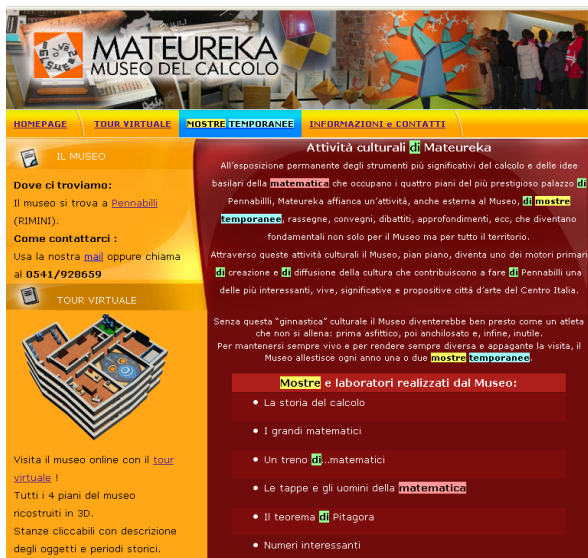 MATEUREKA
MUSEO DEL CALCOLO
HOMEPAGE
TOUR VIRTUALE
MOSTRE TEMPORANEE
INFORMAZIONI e CONTATTI
IL MUSEO
Dove ci troviamo:
Il museo si trova a Pennabilli
(RIMINI).
Come contattarci :
Usa la nostra mail oppure chiama
al 0541/928659
TOUR VIRTUALE
Visita il museo online con il tour
virtuale !
Tutti i 4 piani del museo
ricostruiti in 3D.
Stanze cliccabili con descrizione
degli oggetti e periodi storici.
Attività culturali di Mateureka
All'esposizione permanente degli strumenti più significativi del calcolo e delle idee
basilari della matematica che occupano i quattro piani del più prestigioso palazzo di
Pennabillli, Mateureka affianca un'attività, anche esterna al Museo, di mostre
temporanee, rassegne, convegni, dibattiti, approfondimenti, ecc, che diventano
fondamentali non solo per il Museo ma per tutto il territorio.
Attraverso queste attività culturali il Museo, pian piano, diventa uno dei motori primari
di creazione e di diffusione della cultura che contribuiscono a fare di Pennabilli una
delle più interessanti, vive, significative e propositive cittá d'arte del Centro Italia.
Senza questa "ginnastica" culturale il Museo diventerebbe ben presto come un atleta
che non si allena: prima asfittico, poi anchilosato e, infine, inutile.
Per mantenersi sempre vivo e per rendere sempre diversa e appagante la visita, il
Museo allestisce ogni anno una o due mostre temporanee.
Mostre e laboratori realizzati dal Museo:
La storia del calcolo
I grandi matematici
Un treno di...matematici
Le tappe e gli uomini della matematica
Il teorema di Pitagora
Numeri interessanti